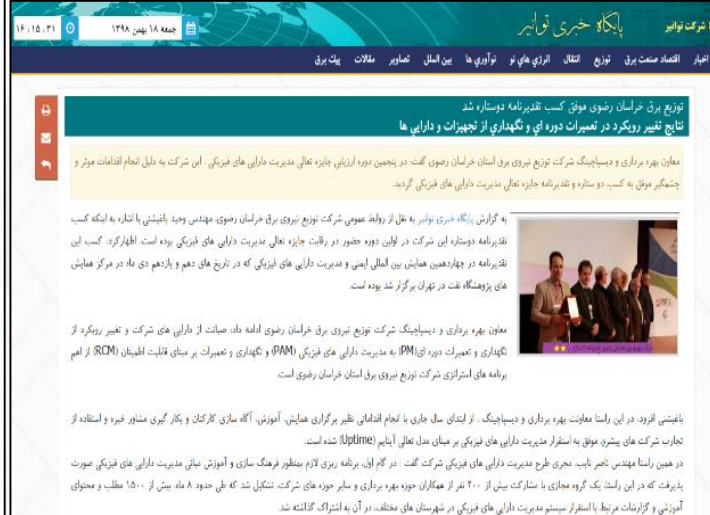 شرکت توانیر
پایگاه خبری توانیر
جمعه ۱۸ بهمن ۱۳۹۸
۱۶:۱۵:۳۱
اخبار اقتصاد صنعت برق توزیع انتقال انرژی های نو نوآوری ها بین الملل تصاویر مقالات پیک برق
توزیع برق خراسان رضوی موفق کسب تقدیرنامه دوستاره شد
نتایج تغییر رویکرد در تعمیرات دوره ای و نگهداری از تجهیزات و دارایی ها
معاون بهره برداری و دیسپاچینگ شرکت توزیع نیروی برق استان خراسان رضوی گفت: در پنجمین دوره ارزیابی جایزه تعالی مدیریت دارایی های فیزیکی ، این شرکت به دلیل انجام اقدامات موثر و
چشمگیر موفق به کسب دو ستاره و تقدیرنامه جایزه تعالی مدیریت دارایی های فیزیکی گردید.
به گزارش پایگاه خبری توانیر به نقل از روابط عمومی شرکت توزیع نیروی برق خراسان رضوی، مهندس وحید باغیشنی با اشاره به اینکه کسب
تقدیرنامه دوستاره این شرکت در اولین دوره حضور در رقابت جایزه تعالی مدیریت دارایی های فیزیکی بوده است، اظهارکرد: کسب این
تقدیرنامه در چهاردهمین همایش بین المللی ایمنی و مدیریت دارایی های فیزیکی که در تاریخ های دهم و یازدهم دی ماه در مرکز همایش
های پژوهشگاه نفت در تهران برگزار شد بوده است.
معاون بهره برداری و دیسپاچینگ شرکت توزیع نیروی برق خراسان رضوی ادامه داد: صیانت از دارایی های شرکت و تغییر رویکرد از
نگهداری و تعمیرات دوره ای(PM) به مدیریت دارایی های فیزیکی (PAM) و نگهداری و تعمیرات بر مبنای قابلیت اطمینان (RCM) از اهم
برنامه های استراتژی شرکت توزیع نیروی برق استان خراسان رضوی است.
باغیشنی افزود: در این راستا معاونت بهره برداری و دیسپاچینگ ، از ابتدای سال جاری با انجام اقداماتی نظیر برگزاری همایش، آموزش، آگاه سازی کارکنان و بکار گیری مشاور خبره و استفاده از
تجارب شرکت های پیشرو، موفق به استقرار مدیریت دارایی های فیزیکی بر مبنای مدل تعالی آپتایم (Uptime) شده است.
در همین راستا مهندس ناصر نایب، مجری طرح مدیریت دارایی های فیزیکی شرکت گفت : در گام اول، برنامه ریزی لازم بمنظور فرهنگ سازی و آموزش مبانی مدیریت دارایی های فیزیکی صورت
پذیرفت که در این راستا، یک گروه مجازی با مشارکت بیش از ۲۰۰ نفر از همکاران حوزه بهره برداری و سایر حوزه های شرکت، تشکیل شد که طی حدود ۸ ماه، بیش از ۱۵۰۰ مطلب و محتوای
آموزشی و گزارشات مرتبط با استقرار سیستم مدیریت دارایی های فیزیکی در شهرستان های مختلف، در آن به اشتراک گذاشته شد.